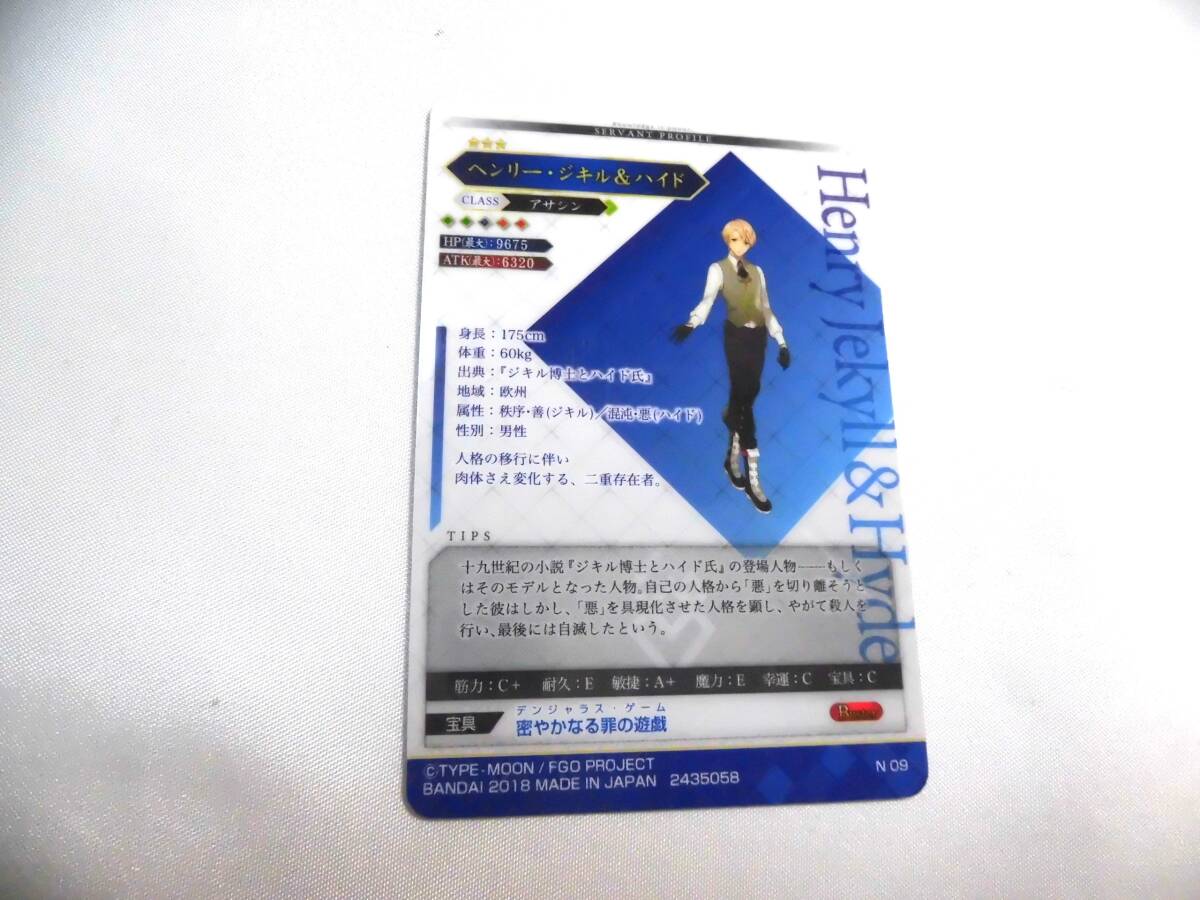 SERVANT PROFILE
ヘンリー・ジキル&ハイド
CLASS アサシン
HP(最大):9675
ATK(最大):6320
Henry Jekyll & Hyde
身長:175cm
体重:60kg
出典:『ジキル博士とハイド氏』
地域:欧州
属性:秩序・善(ジキル)/混沌・悪(ハイド)
性別:男性
人格の移行に伴い
肉体さえ変化する、二重存在者。
TIPS
十九世紀の小説『ジキル博士とハイド氏』の登場人物――もしく
はそのモデルとなった人物。自己の人格から「悪」を切り離そうと
した彼はしかし、「悪」を具現化させた人格を顕し、やがて殺人を
行い、最後には自滅したという。
筋力:C+ 耐久:E 敏捷:A+ 魔力:E 幸運:C 宝具:C
デンジャラス・ゲーム
宝具 密やかなる罪の遊戯
Buster
©TYPE-MOON / FGO PROJECT
BANDAI 2018 MADE IN JAPAN 2435058
N 09